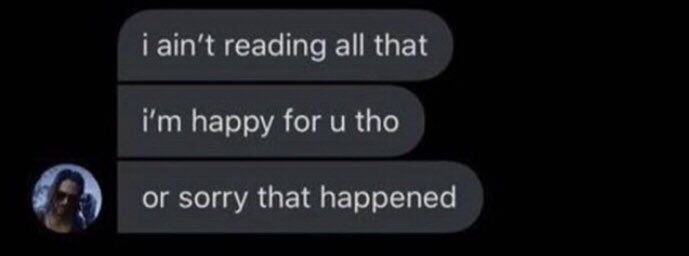 i ain’t reading all that
i’m happy for u tho
or sorry that happened